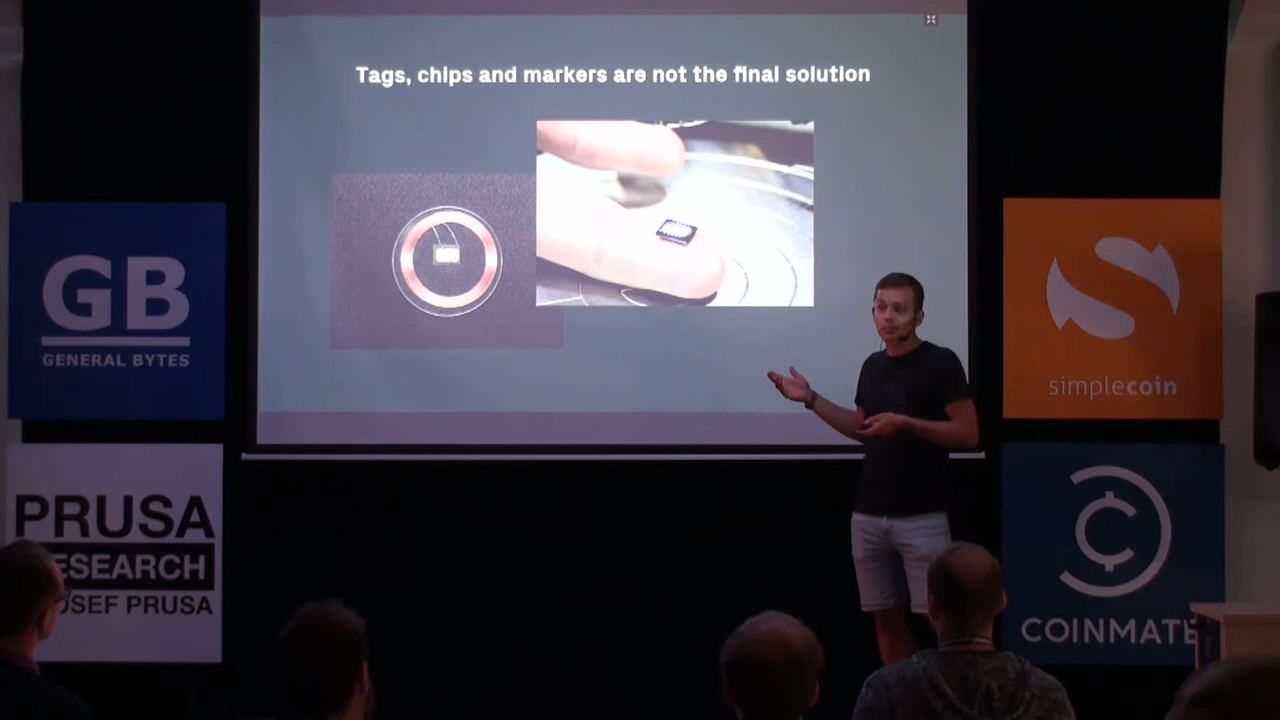 Tags, chips and markers are not the final solution
GB
GENERAL BYTES
simplecoin
PRUSA
ESEARCH
OSEF PRUSA
COINMATE